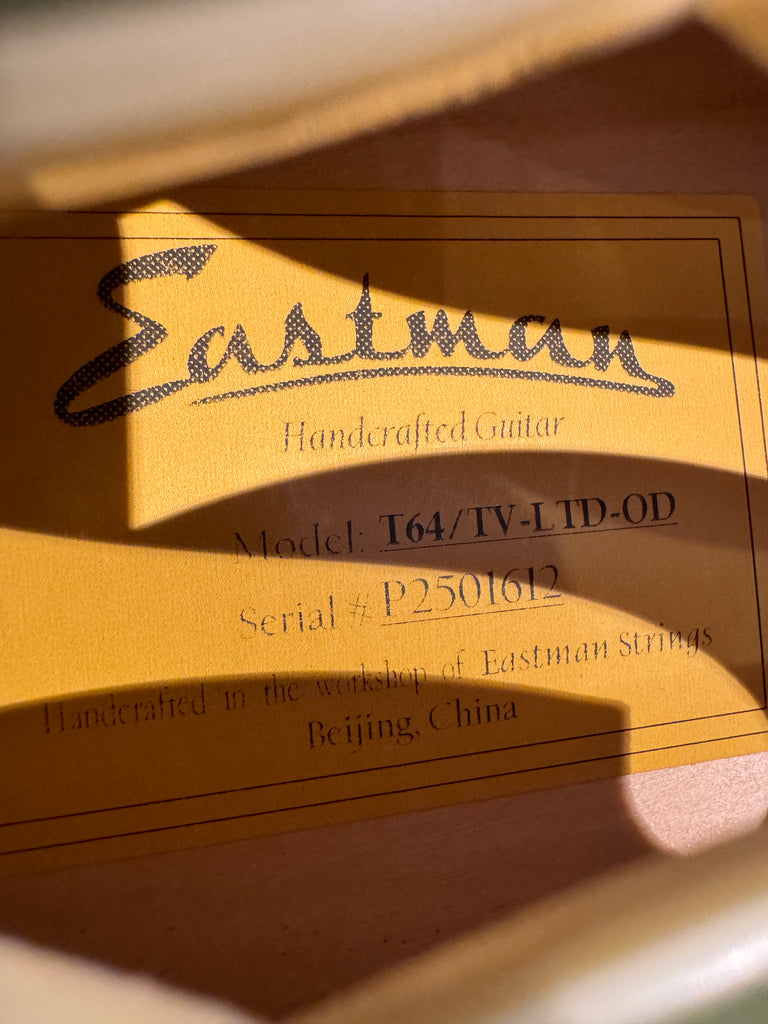 Eastman
Handcrafted Guitar
Model: T64/TV-LTD-OD
Serial # P2501612
Handcrafted in the workshop of Eastman Strings
Beijing, China